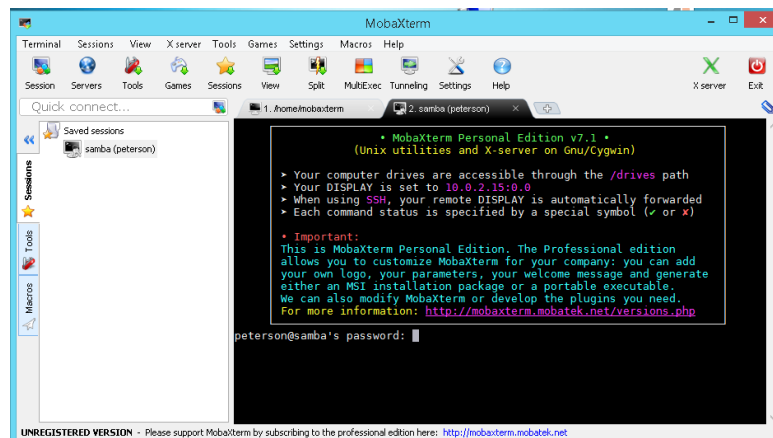 MobaXterm
Terminal Sessions View X server Tools Games Settings Macros Help
Session Servers Tools Games Sessions View Split MultiExec Tunneling Settings Help X server Exit
Quick connect...
1. /home/mobaxterm
2. samba (peterson)
Saved sessions
samba (peterson)
Sessions
Tools
Macros
• MobaXterm Personal Edition v7.1 •
(Unix utilities and X-server on Gnu/Cygwin)
➤ Your computer drives are accessible through the /drives path
➤ Your DISPLAY is set to 10.0.2.15:0.0
➤ When using SSH, your remote DISPLAY is automatically forwarded
➤ Each command status is specified by a special symbol (✔ or ✘)
• Important:
This is MobaXterm Personal Edition. The Professional edition
allows you to customize MobaXterm for your company: you can add
your own logo, your parameters, your welcome message and generate
either an MSI installation package or a portable executable.
We can also modify MobaXterm or develop the plugins you need.
For more information: http://mobaxterm.mobatek.net/versions.php
peterson@samba's password:
UNREGISTERED VERSION - Please support MobaXterm by subscribing to the professional edition here: http://mobaxterm.mobatek.net